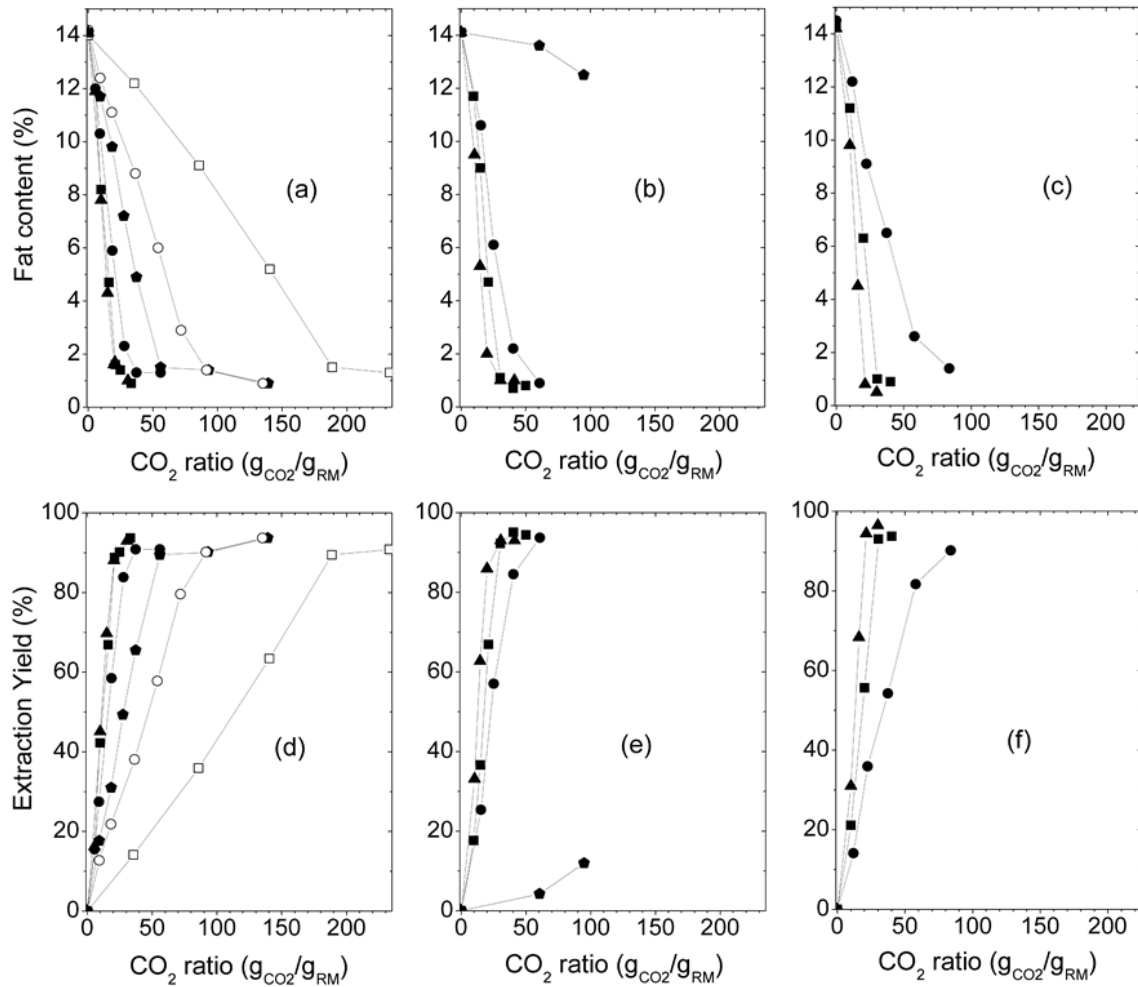 Fat content (%)
14
12
10
8
6
4
2
0
(a)
0 50 100 150 200
CO2 ratio (gCO2/gRM)
14
12
10
8
6
4
2
0
(b)
0 50 100 150 200
CO2 ratio (gCO2/gRM)
14
12
10
8
6
4
2
0
(c)
0 50 100 150 200
CO2 ratio (gCO2/gRM)
Extraction Yield (%)
100
80
60
40
20
0
(d)
0 50 100 150 200
CO2 ratio (gCO2/gRM)
100
80
60
40
20
0
(e)
0 50 100 150 200
CO2 ratio (gCO2/gRM)
100
80
60
40
20
0
(f)
0 50 100 150 200
CO2 ratio (gCO2/gRM)